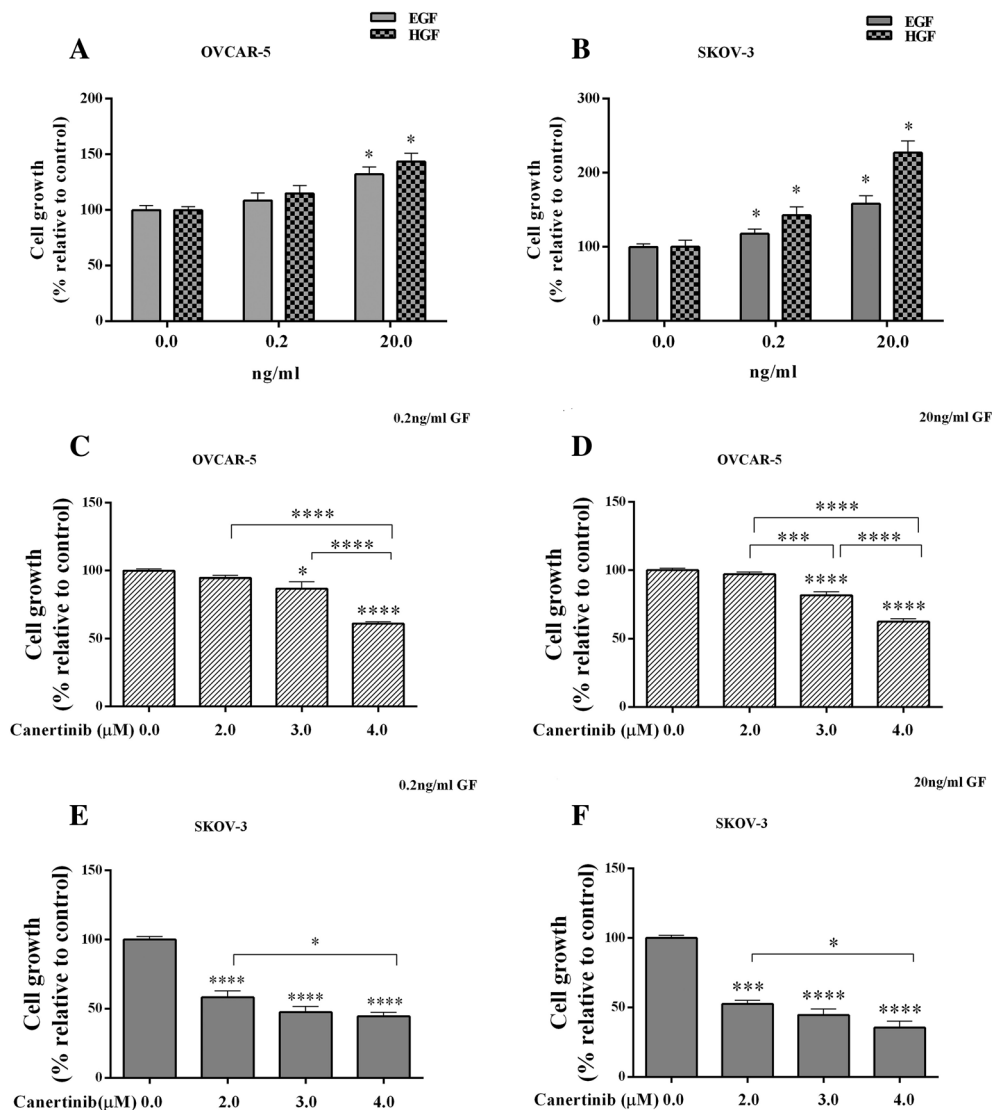 EGF
HGF
A
OVCAR-5
Cell growth
(% relative to control)
200
150
100
50
0
*
*
0.0 0.2 20.0
ng/ml
EGF
HGF
B
SKOV-3
Cell growth
(% relative to control)
300
200
100
0
*
*
*
*
0.0 0.2 20.0
ng/ml
0.2ng/ml GF
C
OVCAR-5
Cell growth
(% relative to control)
150
100
50
0
****
****
*
****
Canertinib (μM) 0.0 2.0 3.0 4.0
20ng/ml GF
D
OVCAR-5
Cell growth
(% relative to control)
150
100
50
0
****
*** ****
****
****
Canertinib (μM) 0.0 2.0 3.0 4.0
0.2ng/ml GF
E
SKOV-3
Cell growth
(% relative to control)
150
100
50
0
*
****
****
****
Canertinib(μM) 0.0 2.0 3.0 4.0
20ng/ml GF
F
SKOV-3
Cell growth
(% relative to control)
150
100
50
0
*
***
****
****
Canertinib(μM) 0.0 2.0 3.0 4.0